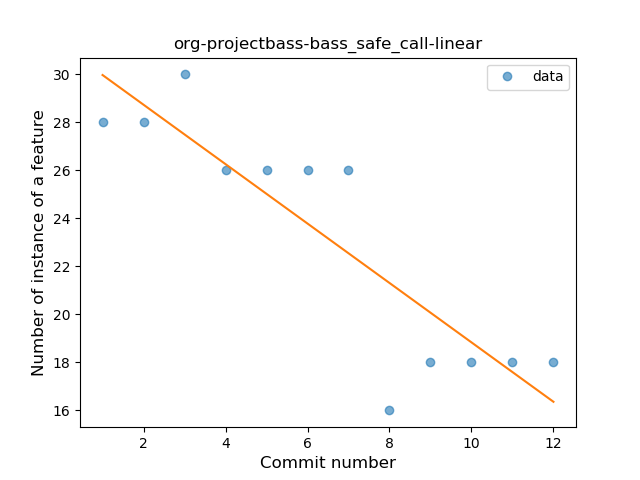 org-projectbass-bass_safe_call-linear
data
Number of instance of a feature
30
28
26
24
22
20
18
16
2 4 6 8 10 12
Commit number